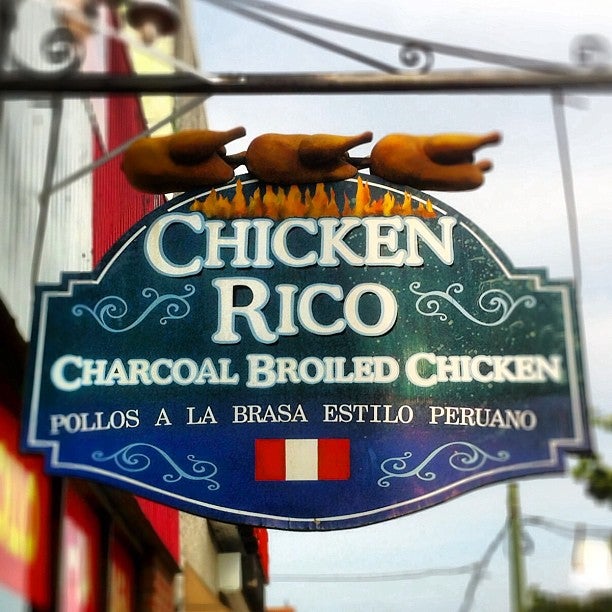 CHICKEN
RICO
CHARCOAL BROILED CHICKEN
POLLOS A LA BRASA ESTILO PERUANO